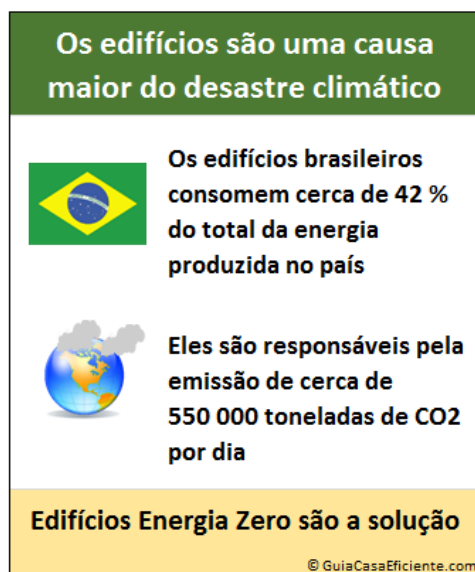 Os edifícios são uma causa
maior do desastre climático
Os edifícios brasileiros
consomem cerca de 42 %
do total da energia
produzida no país
Eles são responsáveis pela
emissão de cerca de
550 000 toneladas de CO2
por dia
Edifícios Energia Zero são a solução
© GuiaCasaEficiente.com